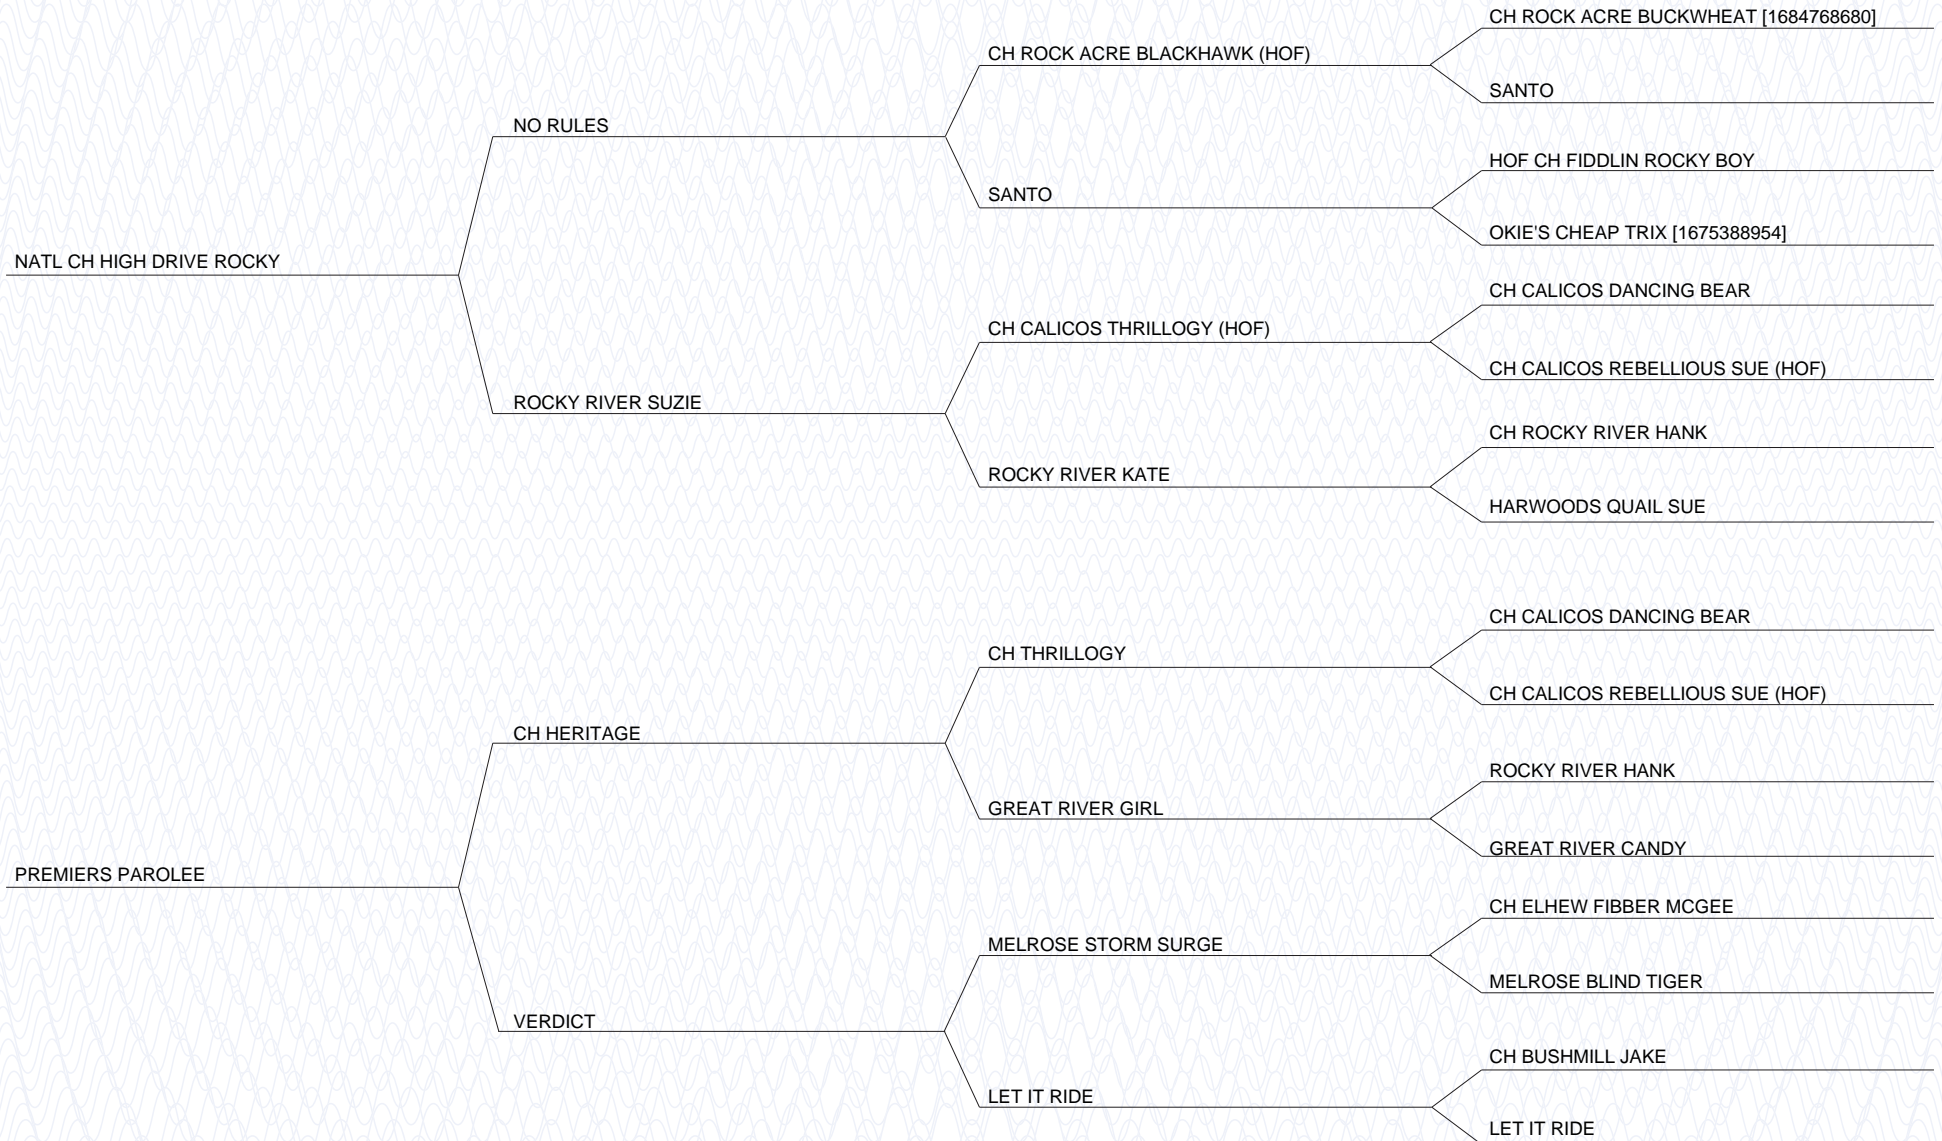 CH ROCK ACRE BUCKWHEAT [1684768680]
CH ROCK ACRE BLACKHAWK (HOF)
SANTO
NO RULES
HOF CH FIDDLIN ROCKY BOY
SANTO
OKIE'S CHEAP TRIX [1675388954]
NATL CH HIGH DRIVE ROCKY
CH CALICOS DANCING BEAR
CH CALICOS THRILLOGY (HOF)
CH CALICOS REBELLIOUS SUE (HOF)
ROCKY RIVER SUZIE
CH ROCKY RIVER HANK
ROCKY RIVER KATE
HARWOODS QUAIL SUE
CH CALICOS DANCING BEAR
CH THRILLOGY
CH CALICOS REBELLIOUS SUE (HOF)
CH HERITAGE
ROCKY RIVER HANK
GREAT RIVER GIRL
GREAT RIVER CANDY
PREMIERS PAROLEE
CH ELHEW FIBBER MCGEE
MELROSE STORM SURGE
MELROSE BLIND TIGER
VERDICT
CH BUSHMILL JAKE
LET IT RIDE
LET IT RIDE